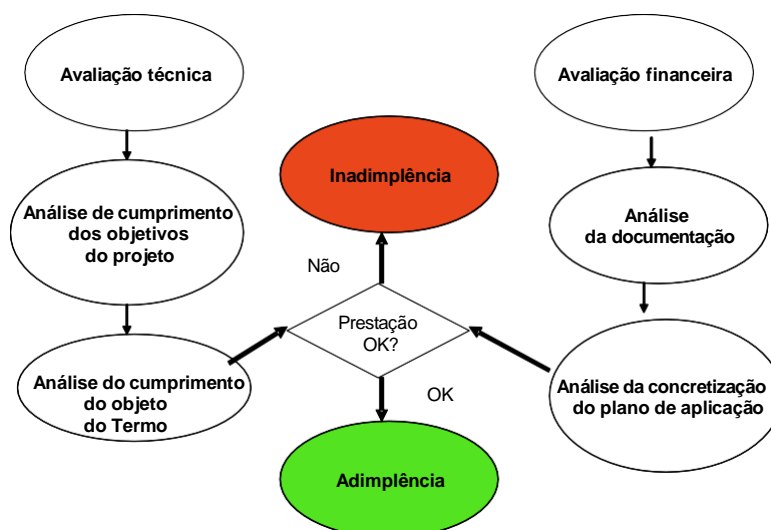 Avaliação técnica
Análise de cumprimento
dos objetivos
do projeto
Análise do cumprimento
do objeto
do Termo
Inadimplência
Não
Prestação
OK?
OK
Adimplência
Avaliação financeira
Análise
da documentação
Análise da concretização
do plano de aplicação